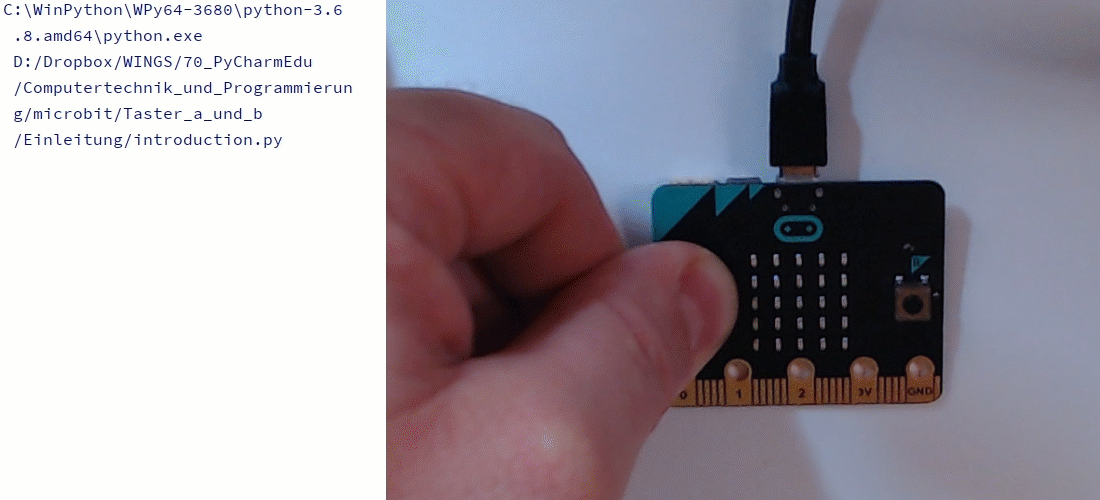 C:\WinPython\WPy64-3680\python-3.6
.8.amd64\python.exe
D:/Dropbox/WINGS/70_PyCharmEdu
/Computertechnik_und_Programmierun
g/microbit/Taster_a_und_b
/Einleitung/introduction.py
0 1 2 3V GND